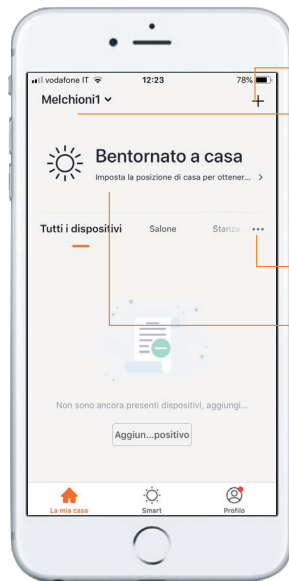 vodafone IT 12:23 78%
Melchioni1
Bentornato a casa
Imposta la posizione di casa per ottener...
Tutti i dispositivi Salone Stanza
Non sono ancora presenti dispositivi, aggiungi...
Aggiun...positivo
La mia casa Smart Profilo